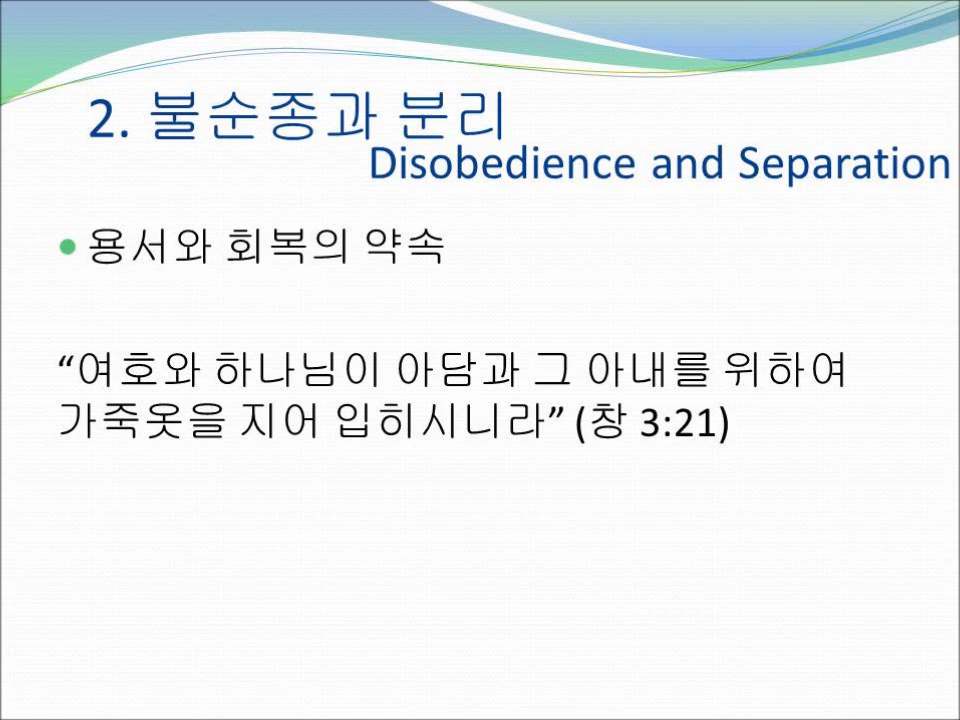 2. 불순종과 분리
Disobedience and Separation
• 용서와 회복의 약속
“여호와 하나님이 아담과 그 아내를 위하여
가죽옷을 지어 입히시니라” (창 3:21)